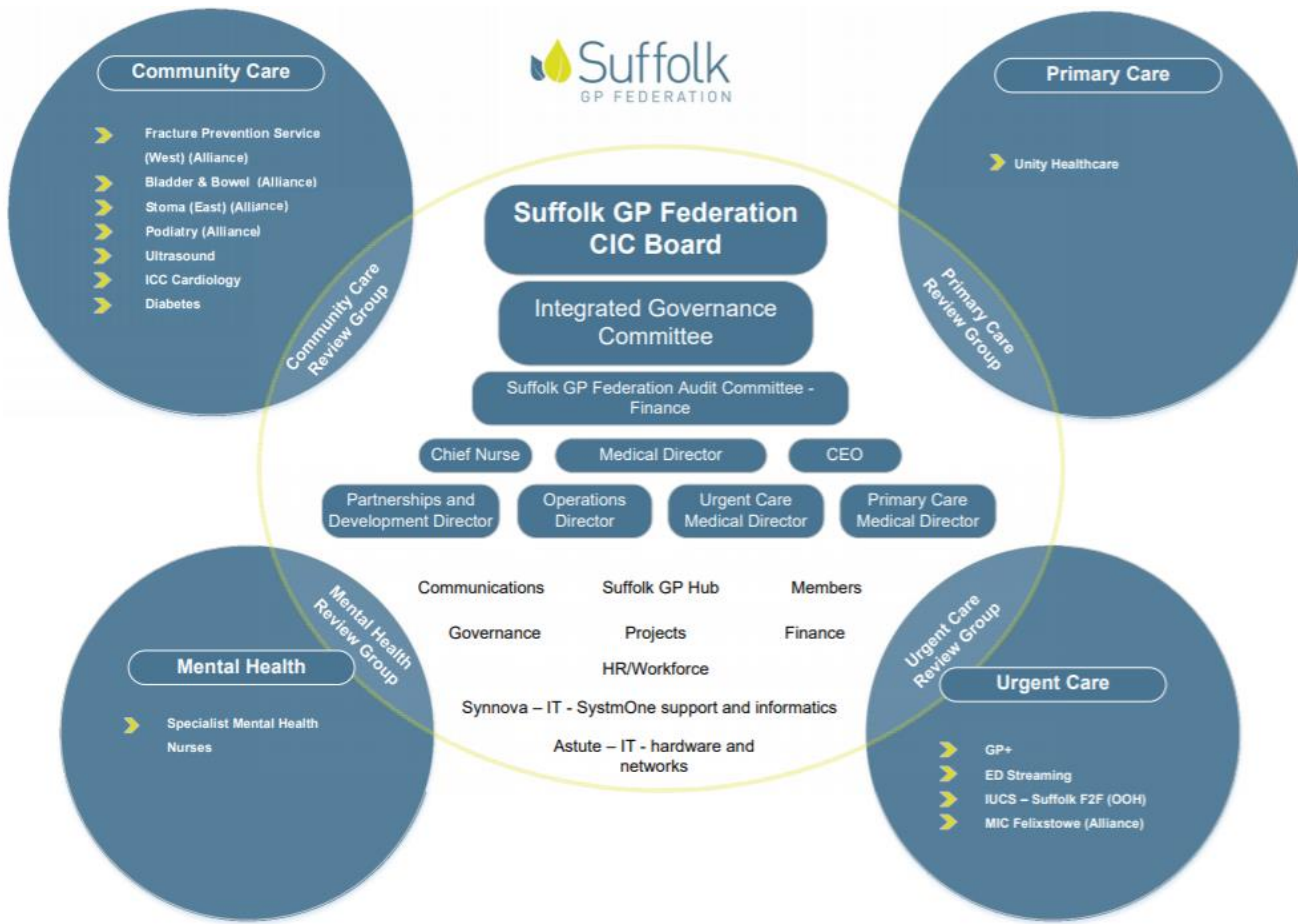 Suffolk
GP FEDERATION
Community Care
Fracture Prevention Service
(West) (Alliance)
Bladder & Bowel (Alliance)
Stoma (East) (Alliance)
Podiatry (Alliance)
Ultrasound
ICC Cardiology
Diabetes
Community Care
Review Group
Primary Care
Unity Healthcare
Primary Care
Review Group
Suffolk GP Federation
CIC Board
Integrated Governance
Committee
Suffolk GP Federation Audit Committee -
Finance
Chief Nurse
Medical Director
CEO
Partnerships and
Development Director
Operations
Director
Urgent Care
Medical Director
Primary Care
Medical Director
Communications
Suffolk GP Hub
Members
Governance
Projects
Finance
HR/Workforce
Synnova – IT - SystmOne support and informatics
Astute – IT - hardware and
networks
Mental Health
Review Group
Mental Health
Specialist Mental Health
Nurses
Urgent Care
Review Group
Urgent Care
GP+
ED Streaming
IUCS – Suffolk F2F (OOH)
MIC Felixstowe (Alliance)